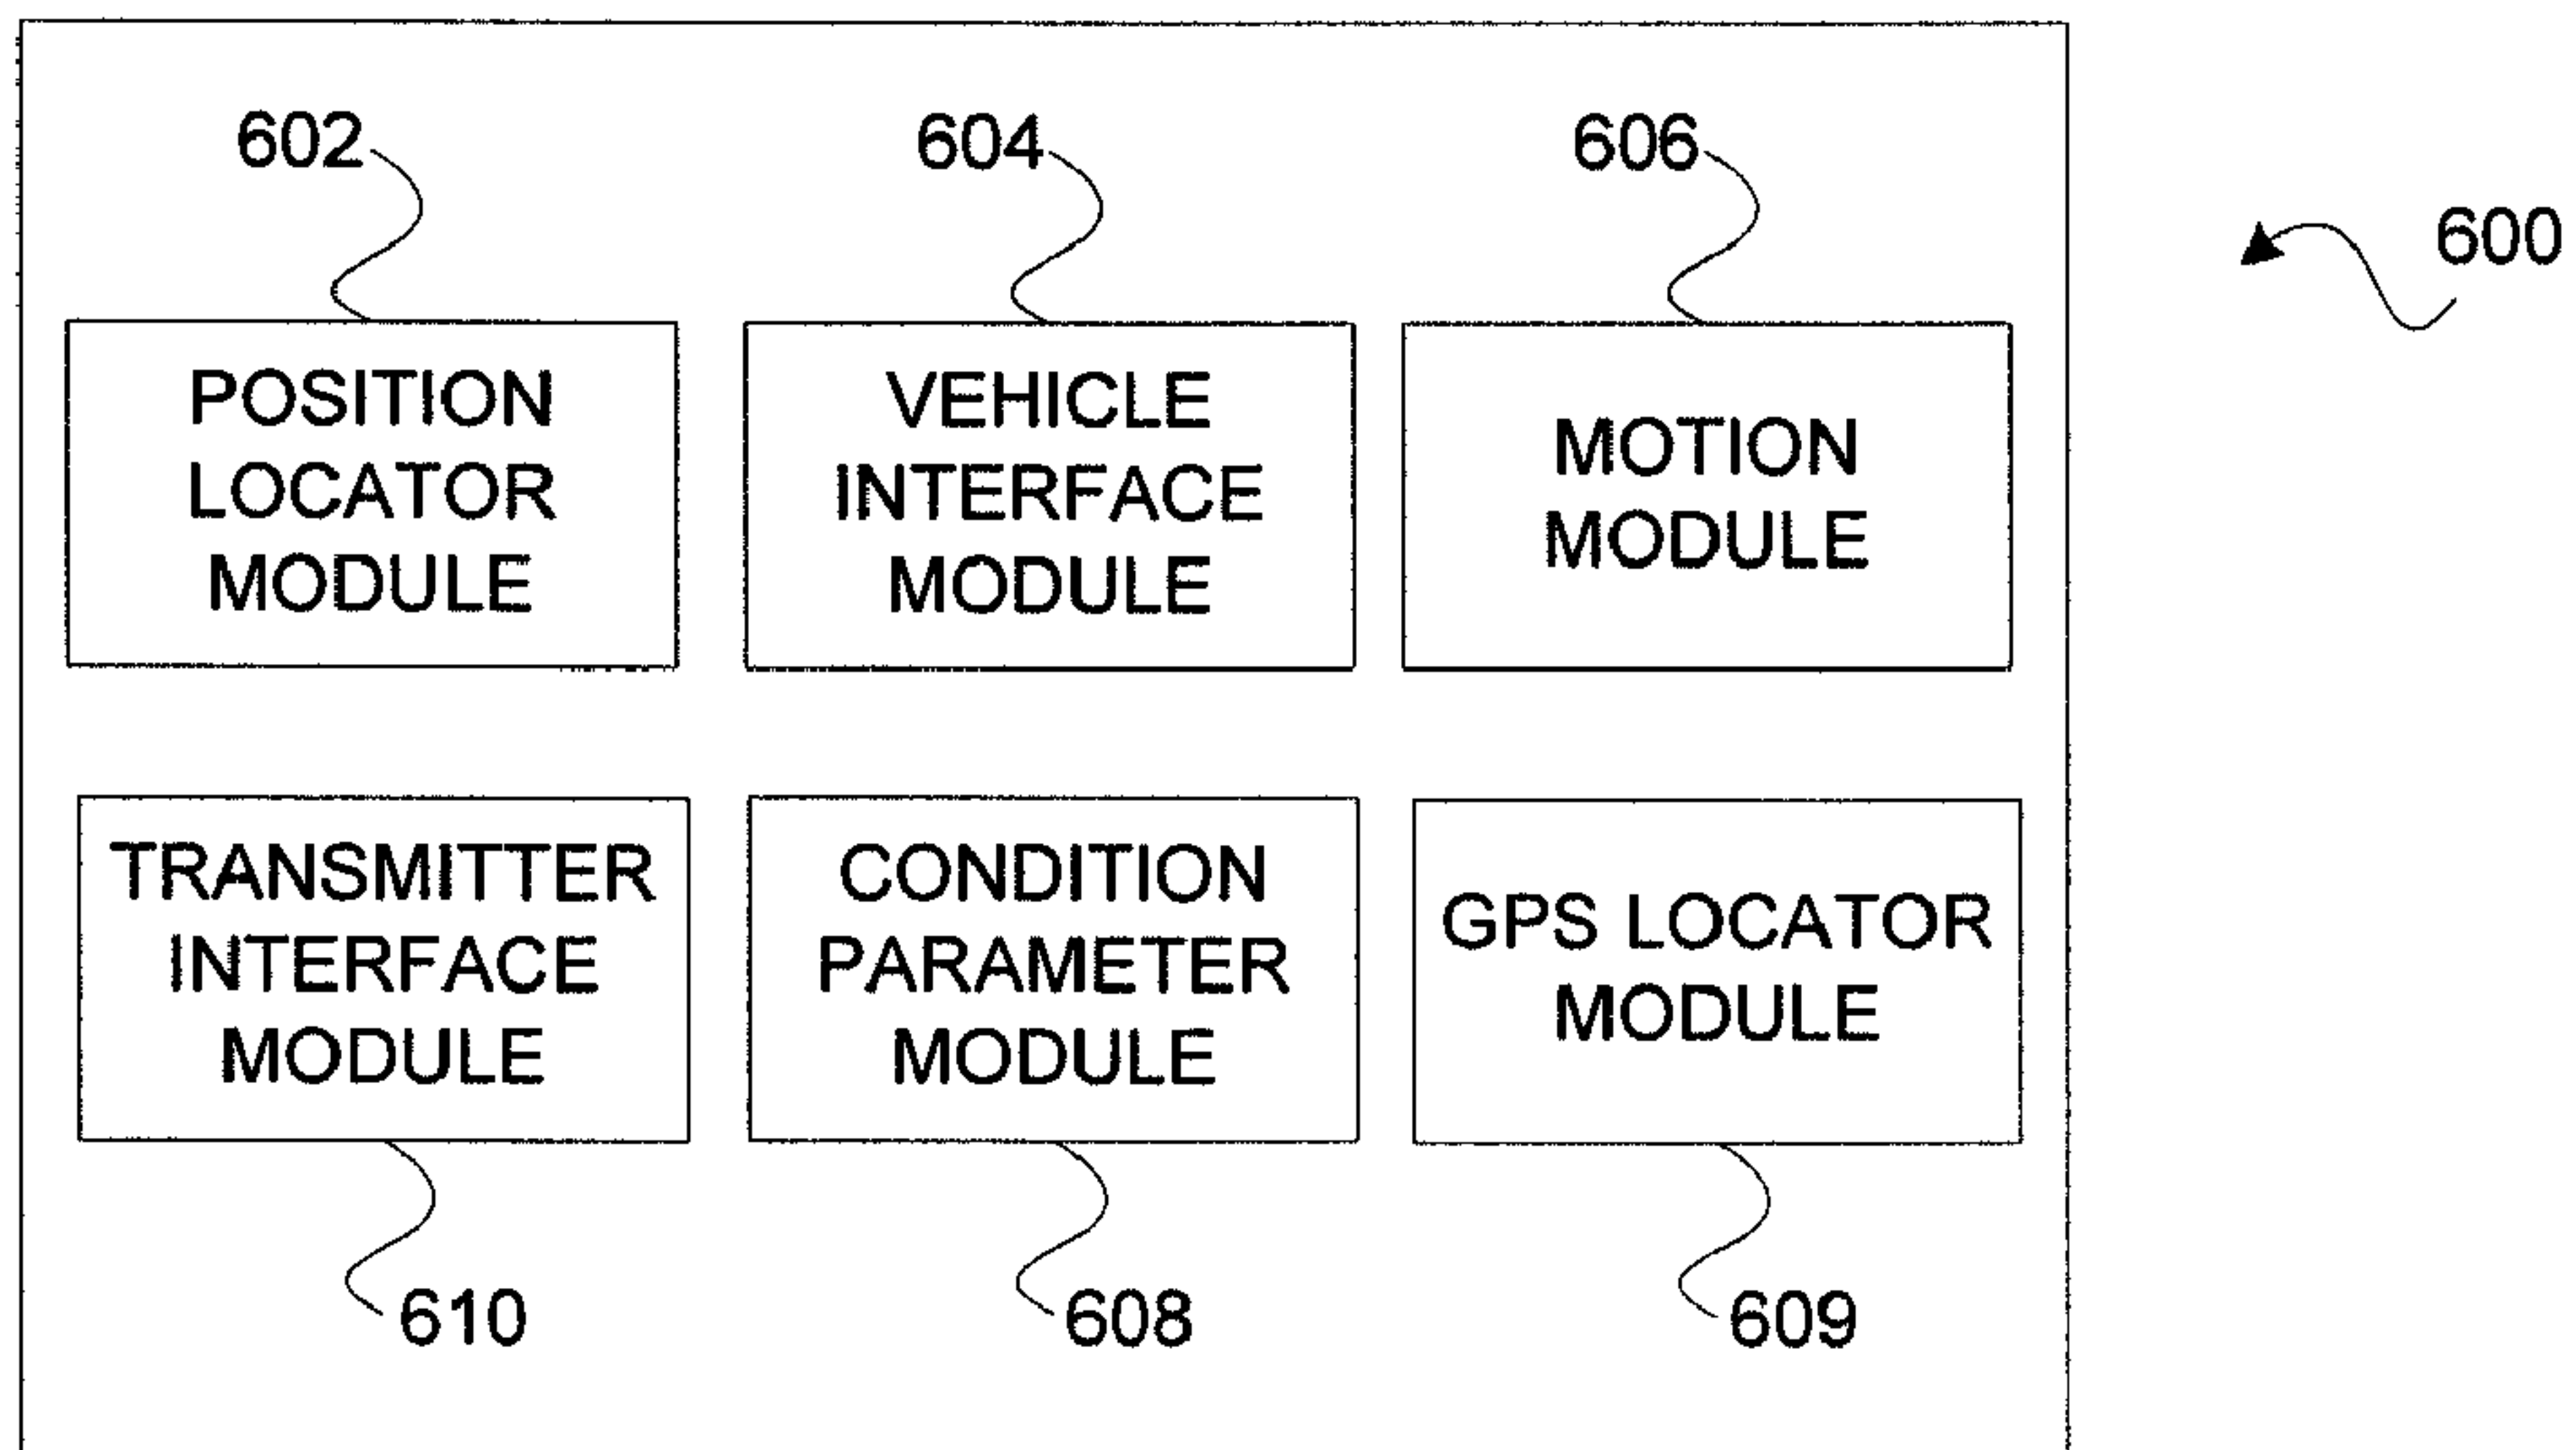 602
604
606
600
POSITION
LOCATOR
MODULE
VEHICLE
INTERFACE
MODULE
MOTION
MODULE
TRANSMITTER
INTERFACE
MODULE
CONDITION
PARAMETER
MODULE
GPS LOCATOR
MODULE
610
608
609